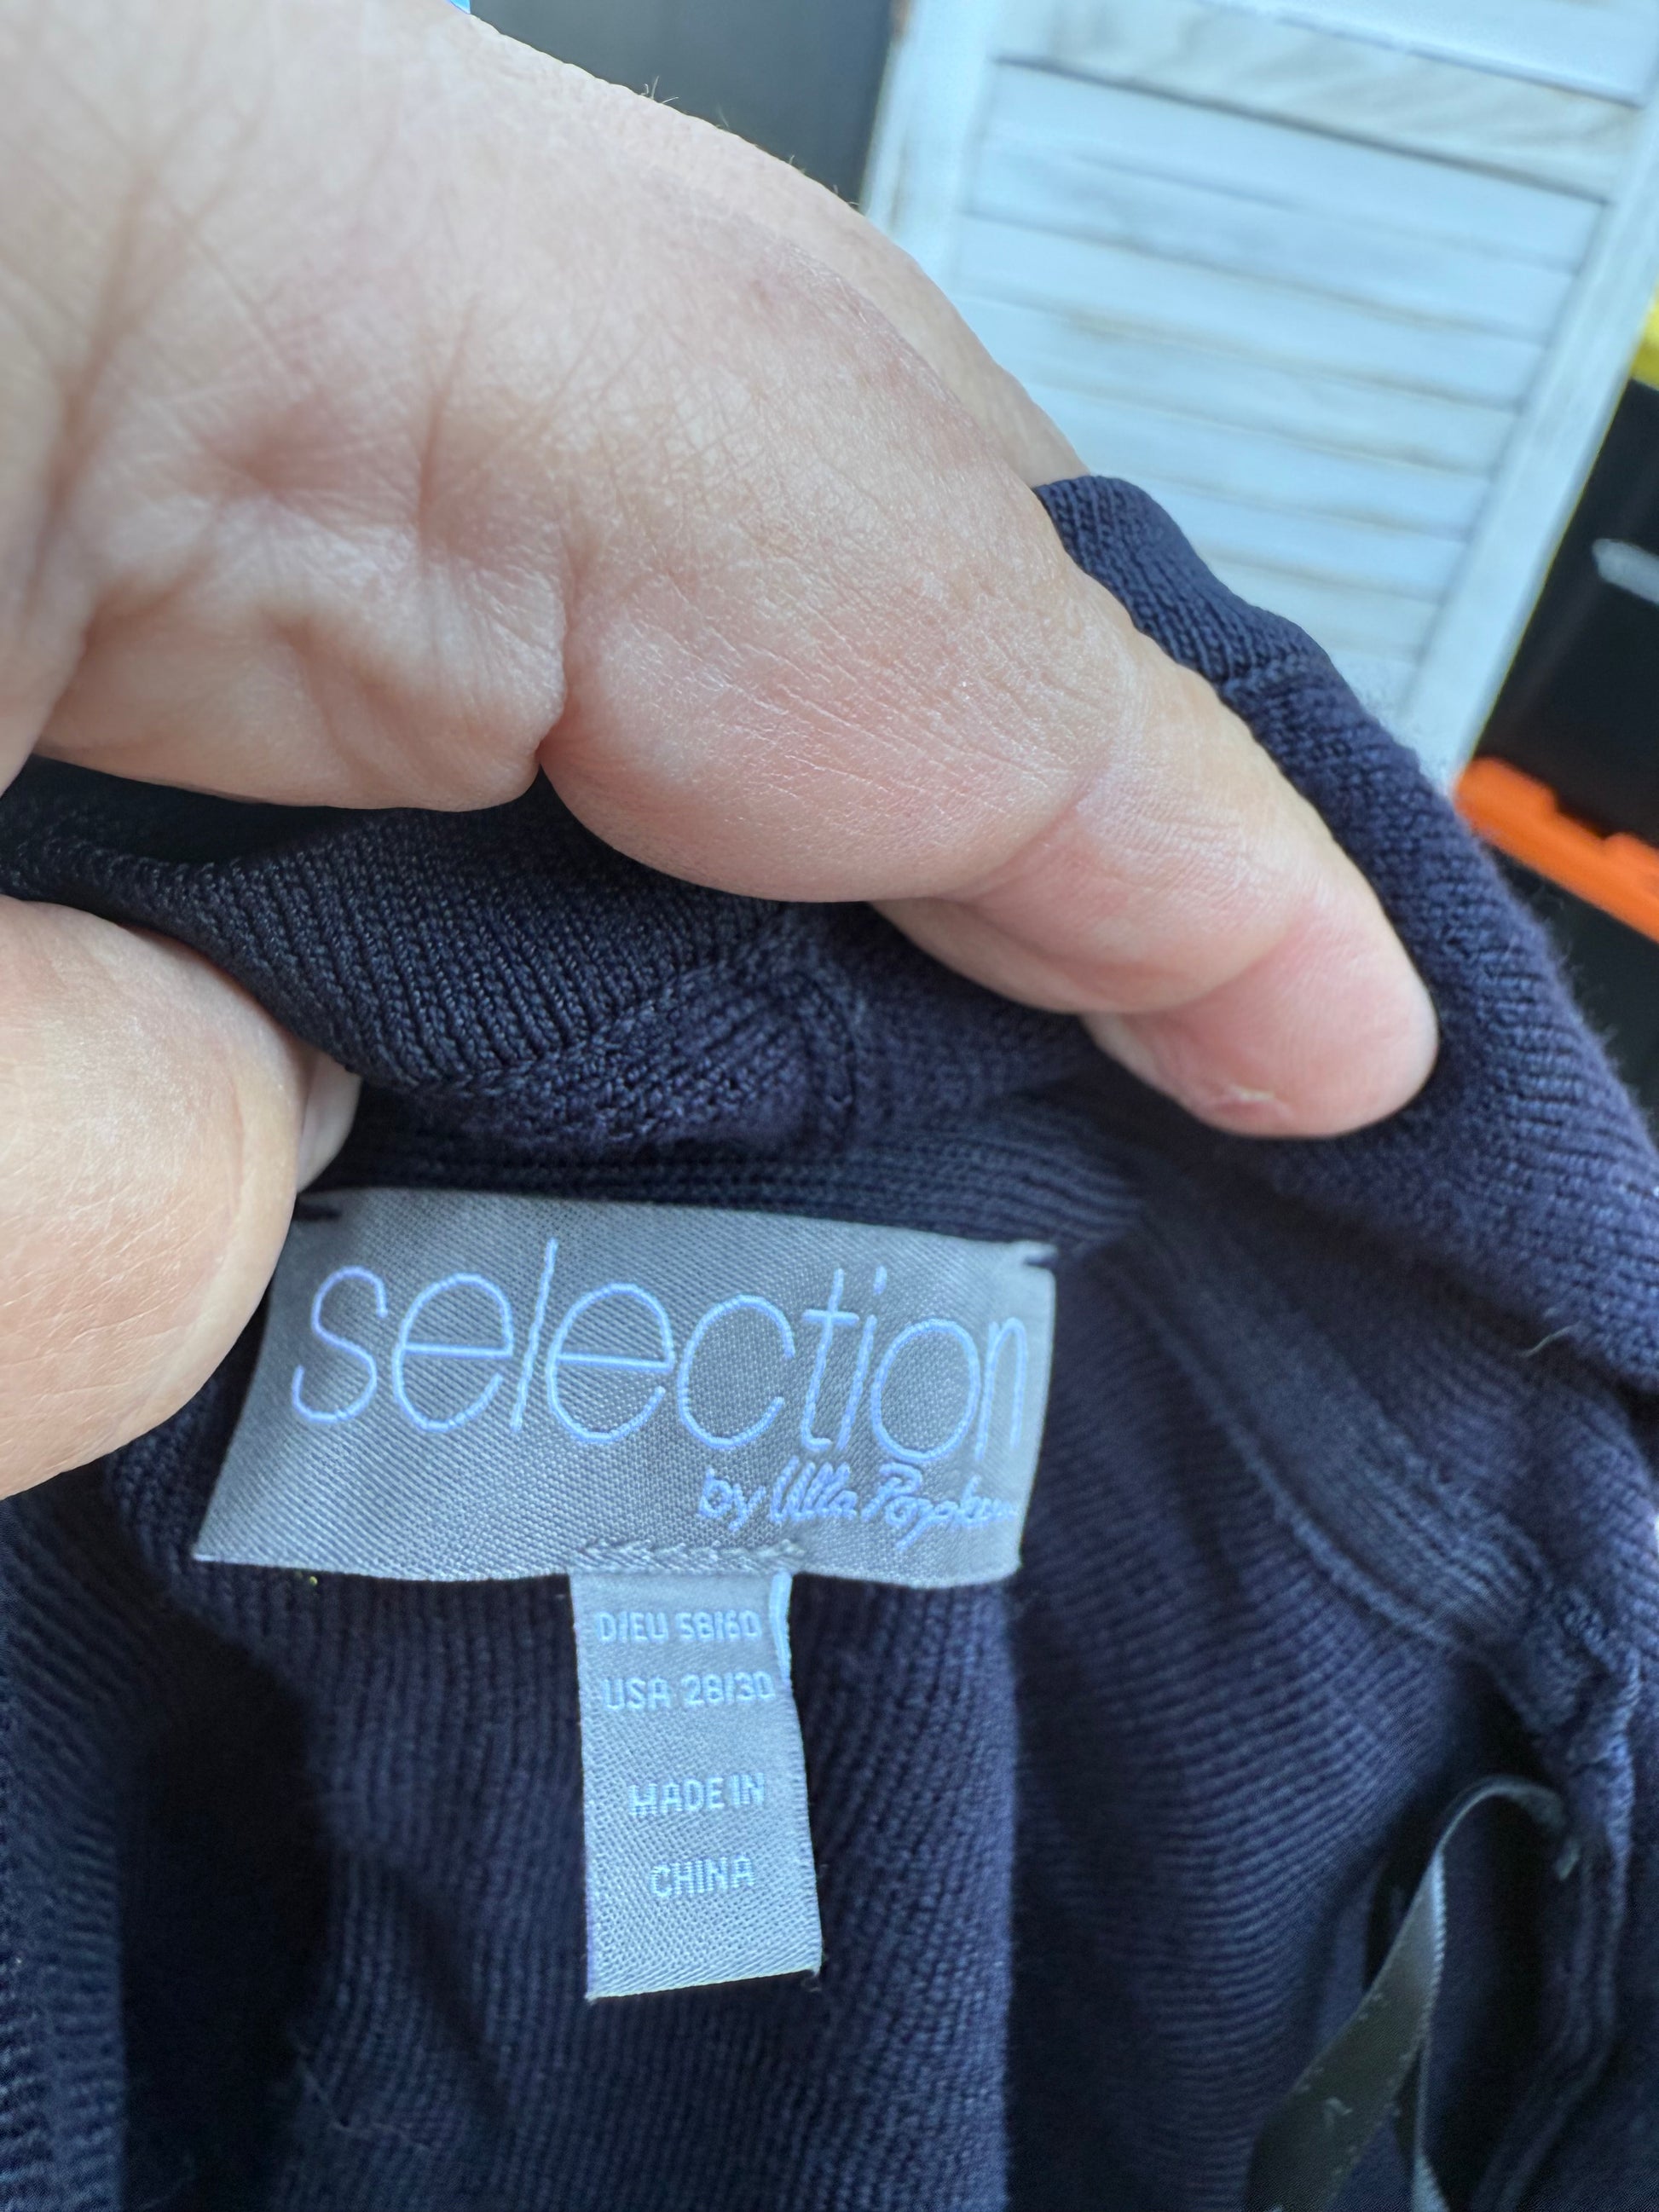 selection
by Ulla Popken
D/EU 58/60
USA 28/30
MADE IN
CHINA